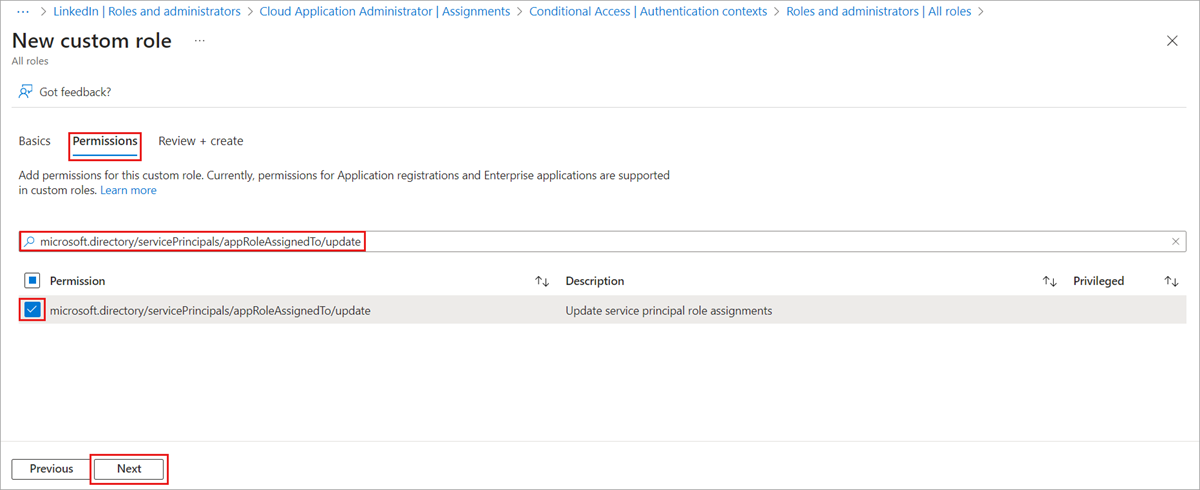 ··· > LinkedIn | Roles and administrators > Cloud Application Administrator | Assignments > Conditional Access | Authentication contexts > Roles and administrators | All roles >
New custom role ···
All roles
Got feedback?
Basics Permissions Review + create
Add permissions for this custom role. Currently, permissions for Application registrations and Enterprise applications are supported
in custom roles. Learn more
microsoft.directory/servicePrincipals/appRoleAssignedTo/update
Permission Description Privileged
microsoft.directory/servicePrincipals/appRoleAssignedTo/update Update service principal role assignments
Previous Next